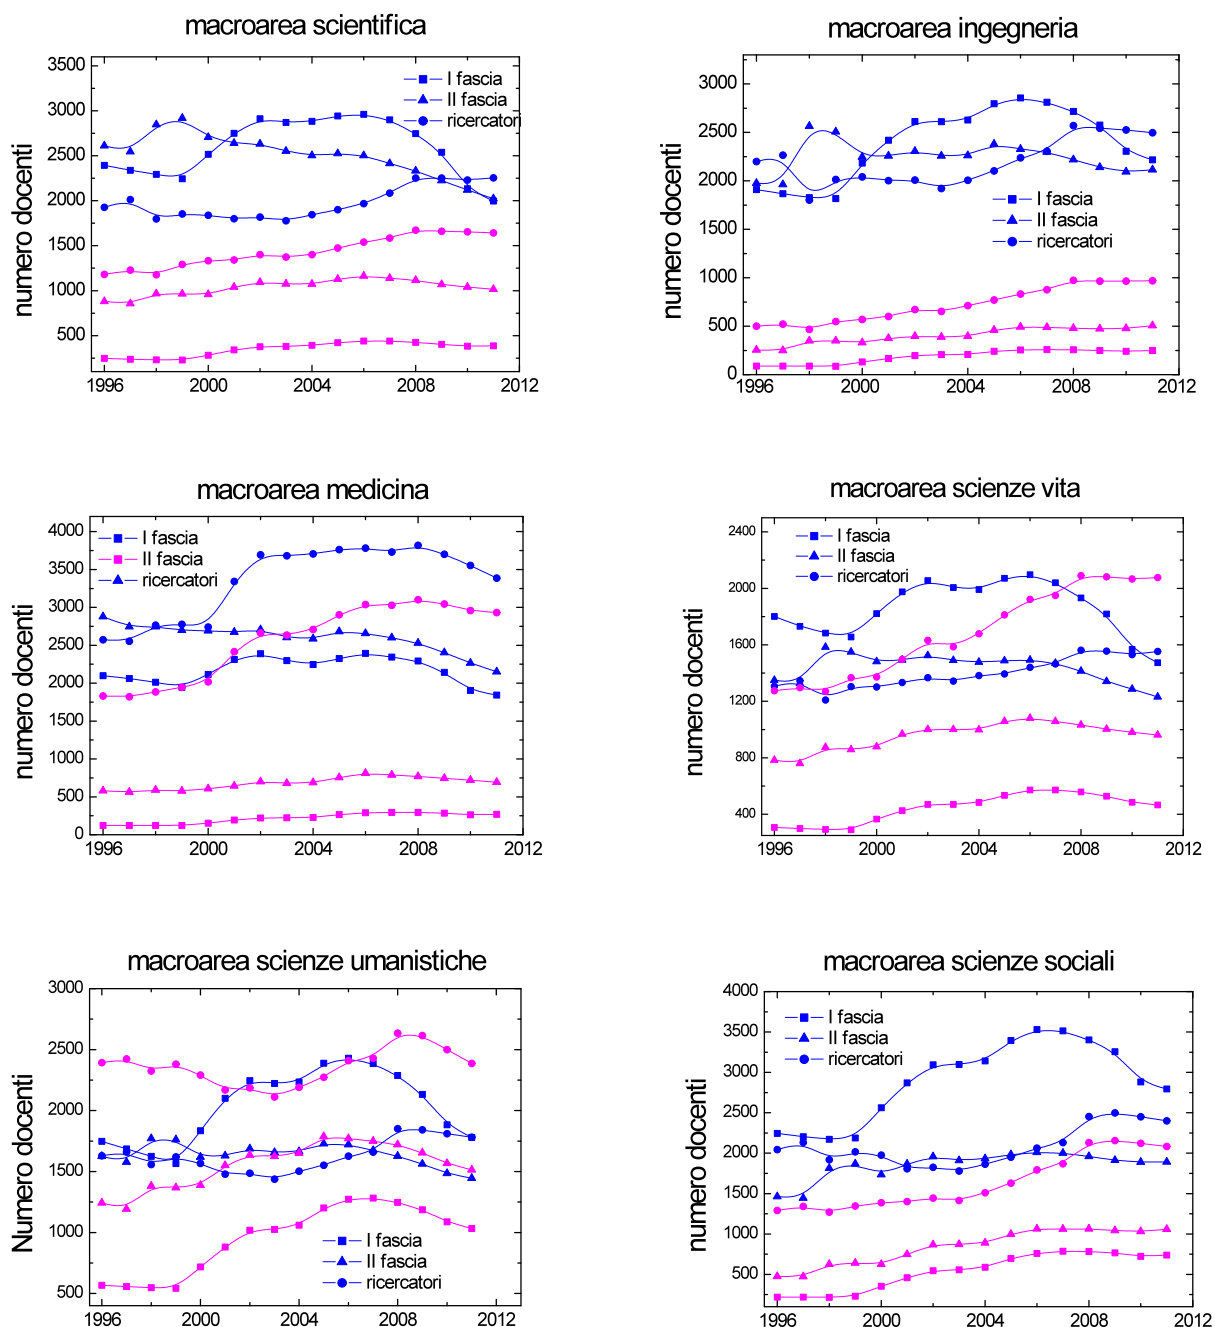 macroarea scientifica
3500
3000
2500
2000
1500
1000
500
numero docenti
I fascia
II fascia
ricercatori
1996
2000
2004
2008
2012
macroarea ingegneria
3000
2500
2000
1500
1000
500
0
numero docenti
I fascia
II fascia
ricercatori
1996
2000
2004
2008
2012
macroarea medicina
4000
3500
3000
2500
2000
1500
1000
500
0
numero docenti
I fascia
II fascia
ricercatori
1996
2000
2004
2008
2012
macroarea scienze vita
2400
2000
1600
1200
800
400
numero docenti
I fascia
II fascia
ricercatori
1996
2000
2004
2008
2012
macroarea scienze umanistiche
3000
2500
2000
1500
1000
500
Numero docenti
I fascia
II fascia
ricercatori
1996
2000
2004
2008
2012
macroarea scienze sociali
4000
3500
3000
2500
2000
1500
1000
500
numero docenti
I fascia
II fascia
ricercatori
1996
2000
2004
2008
2012